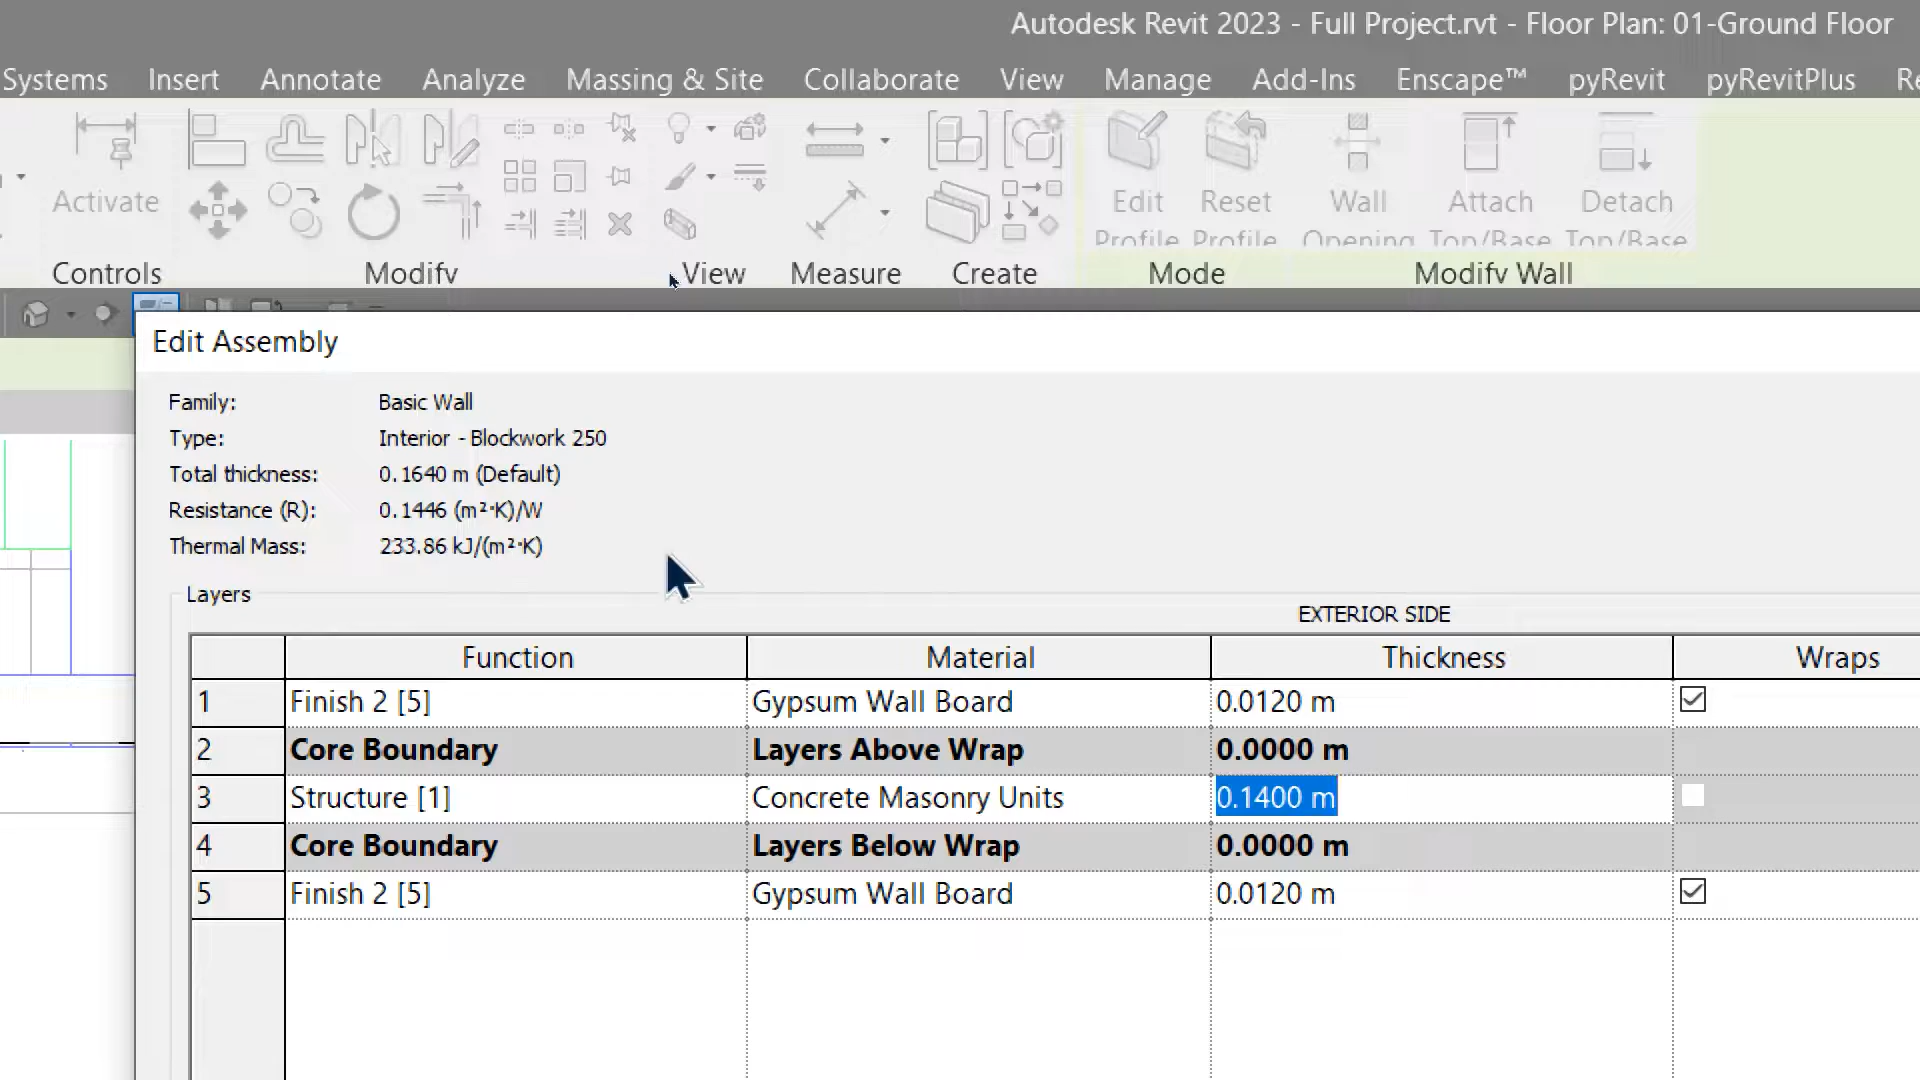 Autodesk Revit 2023 - Full Project.rvt - Floor Plan: 01-Ground Floor
Systems Insert Annotate Analyze Massing & Site Collaborate View Manage Add-Ins Enscape™ pyRevit pyRevitPlus
Activate Edit Profile Reset Profile Wall Opening Attach Top/Base Detach Top/Base
Controls Modify View Measure Create Mode Modify Wall
Edit Assembly
Family: Basic Wall
Type: Interior - Blockwork 250
Total thickness: 0.1640 m (Default)
Resistance (R): 0.1446 (m²·K)/W
Thermal Mass: 233.86 kJ/(m²·K)
Layers
EXTERIOR SIDE
Function Material Thickness Wraps
1 Finish 2 [5] Gypsum Wall Board 0.0120 m
2 Core Boundary Layers Above Wrap 0.0000 m
3 Structure [1] Concrete Masonry Units 0.1400 m
4 Core Boundary Layers Below Wrap 0.0000 m
5 Finish 2 [5] Gypsum Wall Board 0.0120 m